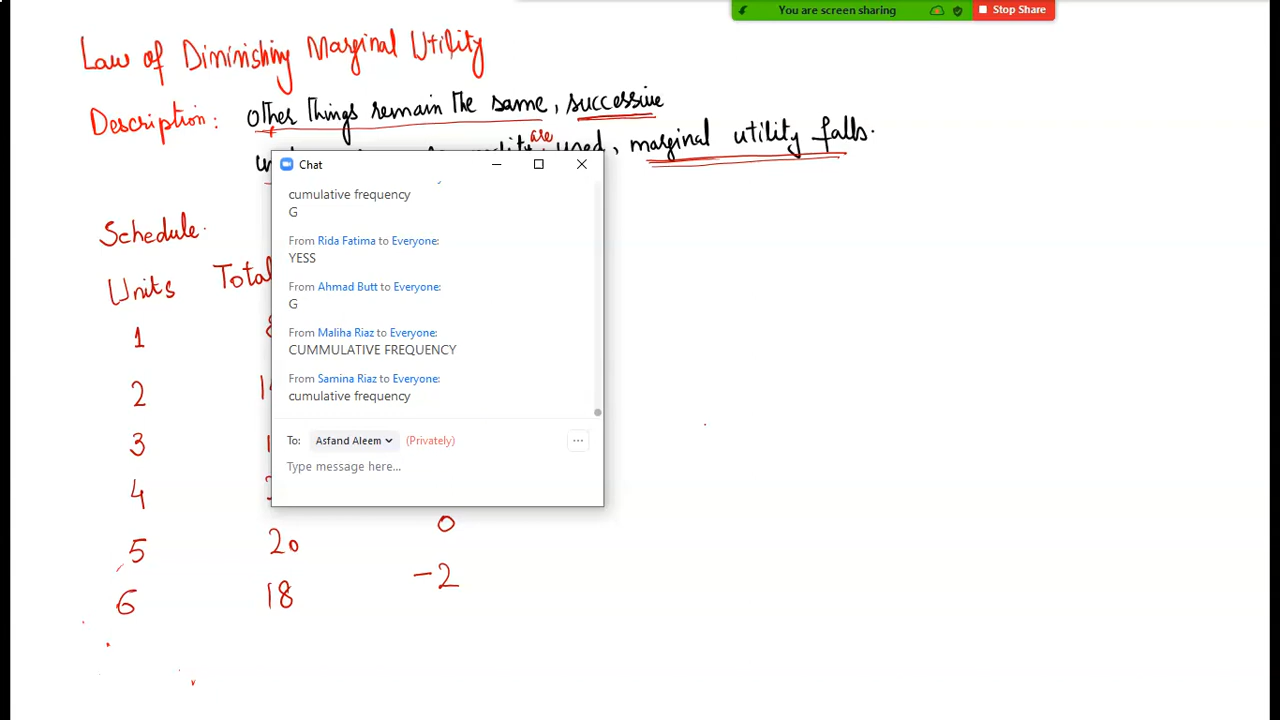 You are screen sharing Stop Share
Law of Diminishing Marginal Utility
Description: other things remain the same, successive
are used, marginal utility falls.
Chat
cumulative frequency
G
From Rida Fatima to Everyone:
YESS
From Ahmad Butt to Everyone:
G
From Maliha Riaz to Everyone:
CUMMULATIVE FREQUENCY
From Samina Riaz to Everyone:
cumulative frequency
To: Asfand Aleem (Privately)
Type message here...
Schedule.
Units Total
1
2
3
4
5 20 0
6 18 -2